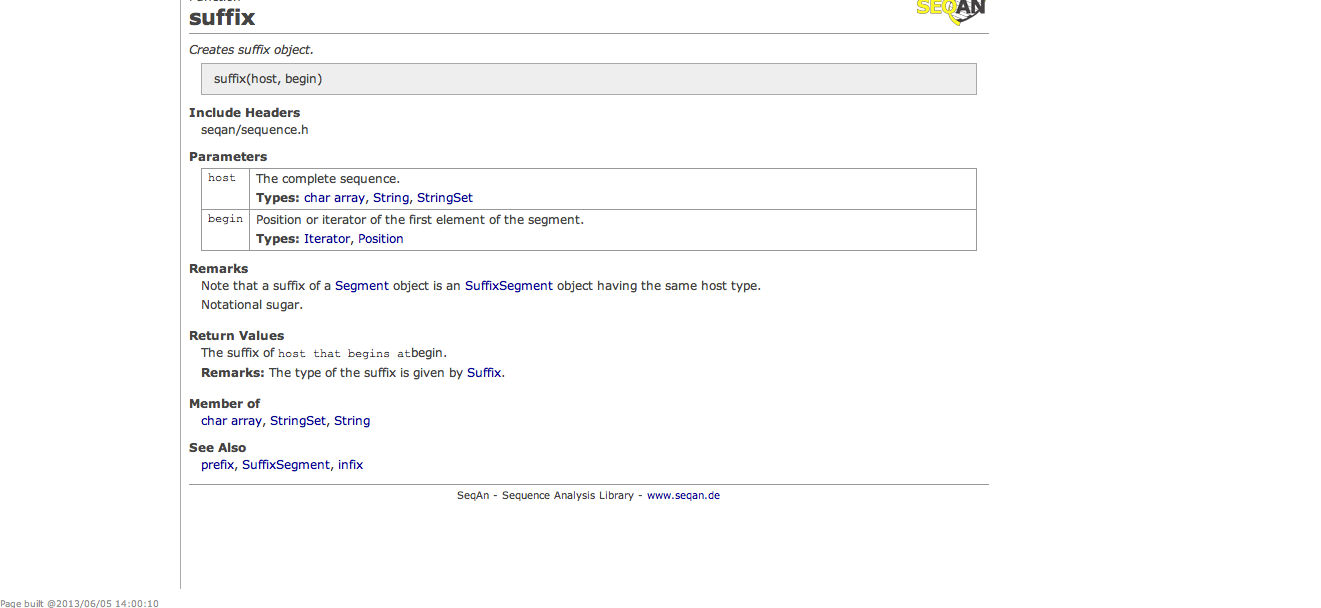 Function
suffix
SEQAN
Creates suffix object.
suffix(host, begin)
Include Headers
seqan/sequence.h
Parameters
host
The complete sequence.
Types: char array, String, StringSet
begin
Position or iterator of the first element of the segment.
Types: Iterator, Position
Remarks
Note that a suffix of a Segment object is an SuffixSegment object having the same host type.
Notational sugar.
Return Values
The suffix of host that begins atbegin.
Remarks: The type of the suffix is given by Suffix.
Member of
char array, StringSet, String
See Also
prefix, SuffixSegment, infix
SeqAn - Sequence Analysis Library - www.seqan.de
Page built @2013/06/05 14:00:10